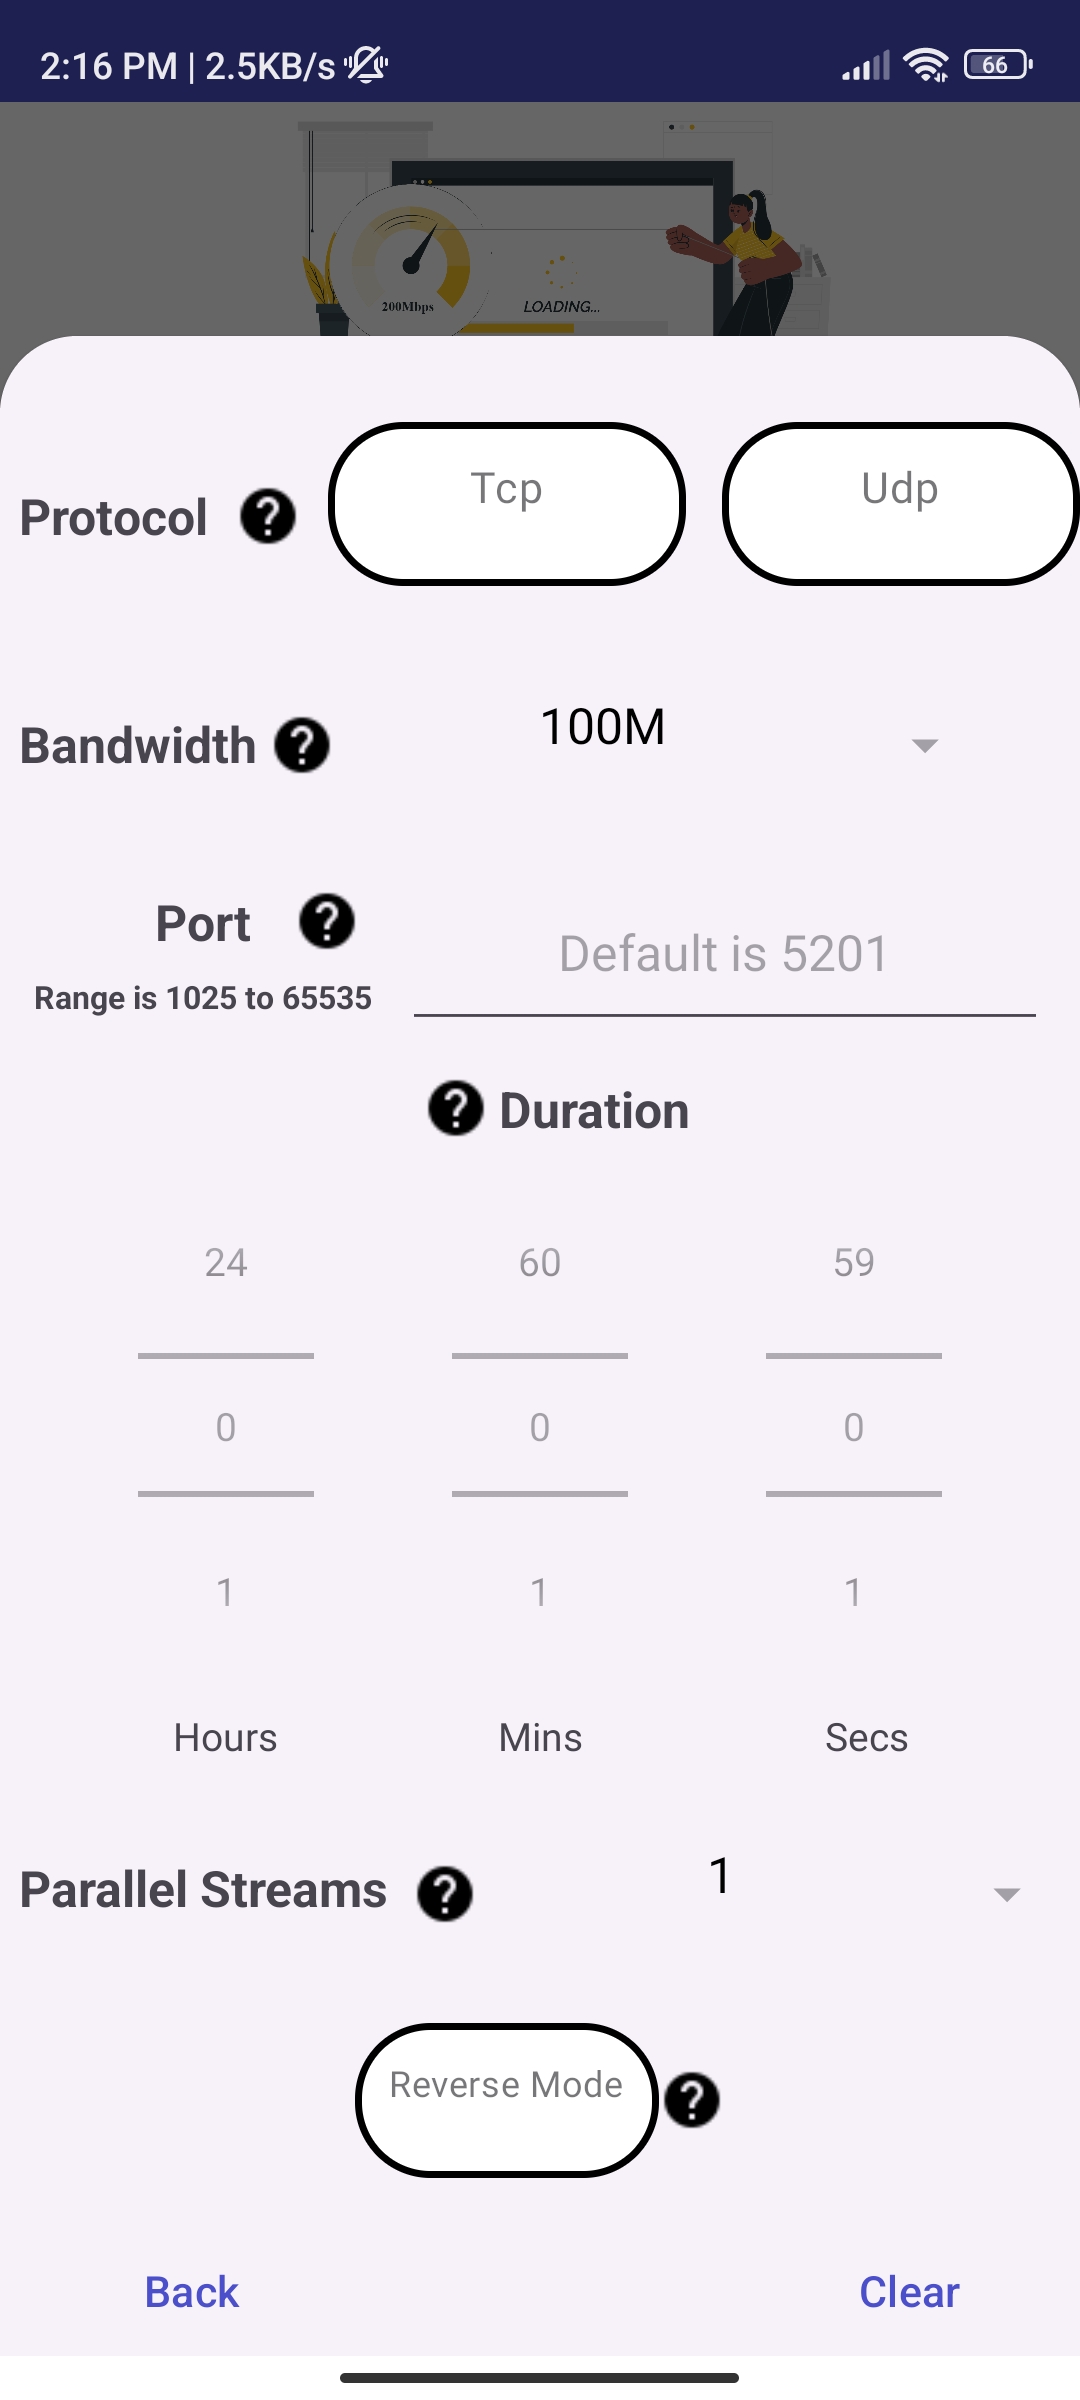 2:16 PM | 2.5KB/s
66
200Mbps
LOADING...
Protocol
Tcp
Udp
Bandwidth
100M
Port
Default is 5201
Range is 1025 to 65535
Duration
24 60 59
0 0 0
1 1 1
Hours Mins Secs
Parallel Streams
1
Reverse Mode
Back
Clear